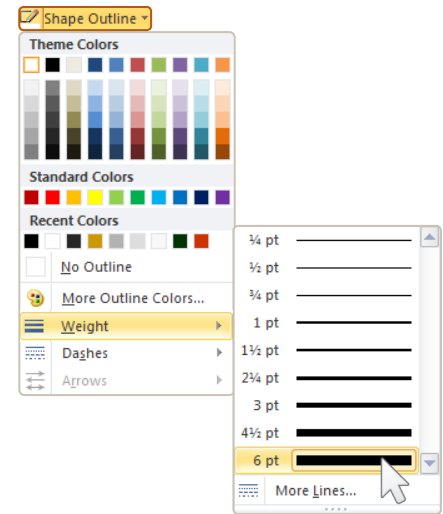 Shape Outline
Theme Colors
Standard Colors
Recent Colors
No Outline
More Outline Colors...
Weight
Dashes
Arrows
¼ pt
½ pt
¾ pt
1 pt
1½ pt
2¼ pt
3 pt
4½ pt
6 pt
More Lines...